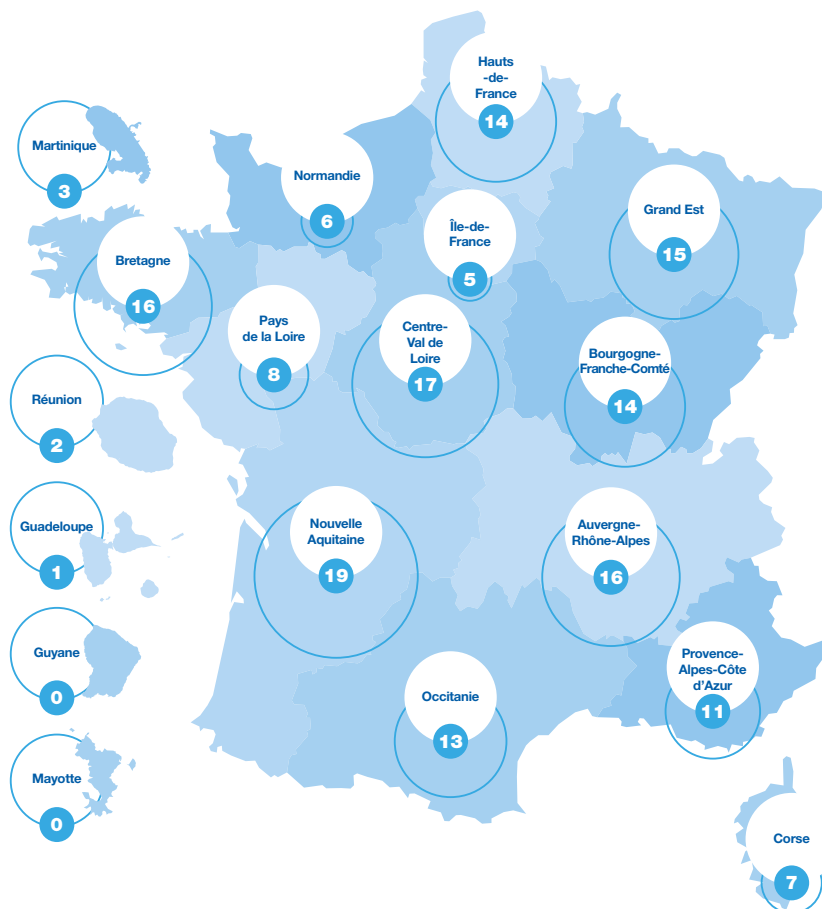 Hauts
-de-
France
14
Martinique
3
Normandie
6
Île-de-
France
5
Grand Est
15
Bretagne
16
Pays
de la Loire
8
Centre-
Val de
Loire
17
Bourgogne-
Franche-Comté
14
Réunion
2
Guadeloupe
1
Nouvelle
Aquitaine
19
Auvergne-
Rhône-Alpes
16
Guyane
0
Provence-
Alpes-Côte
d’Azur
11
Occitanie
13
Mayotte
0
Corse
7